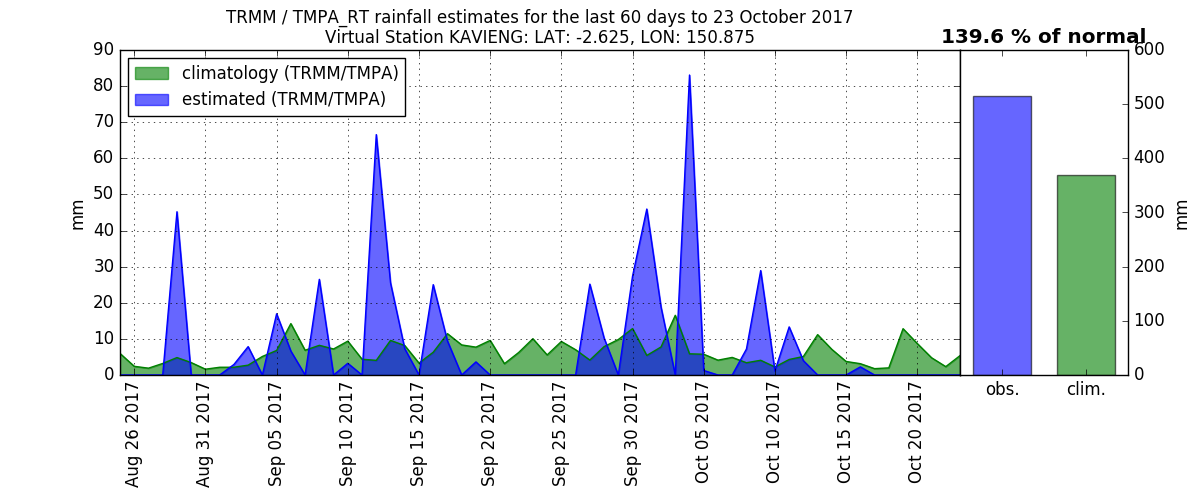 TRMM / TMPA_RT rainfall estimates for the last 60 days to 23 October 2017
Virtual Station KAVIENG: LAT: -2.625, LON: 150.875
139.6 % of normal
climatology (TRMM/TMPA)
estimated (TRMM/TMPA)
90
80
70
60
50
40
30
20
10
0
mm
Aug 26 2017
Aug 31 2017
Sep 05 2017
Sep 10 2017
Sep 15 2017
Sep 20 2017
Sep 25 2017
Sep 30 2017
Oct 05 2017
Oct 10 2017
Oct 15 2017
Oct 20 2017
obs.
clim.
600
500
400
300
200
100
0
mm